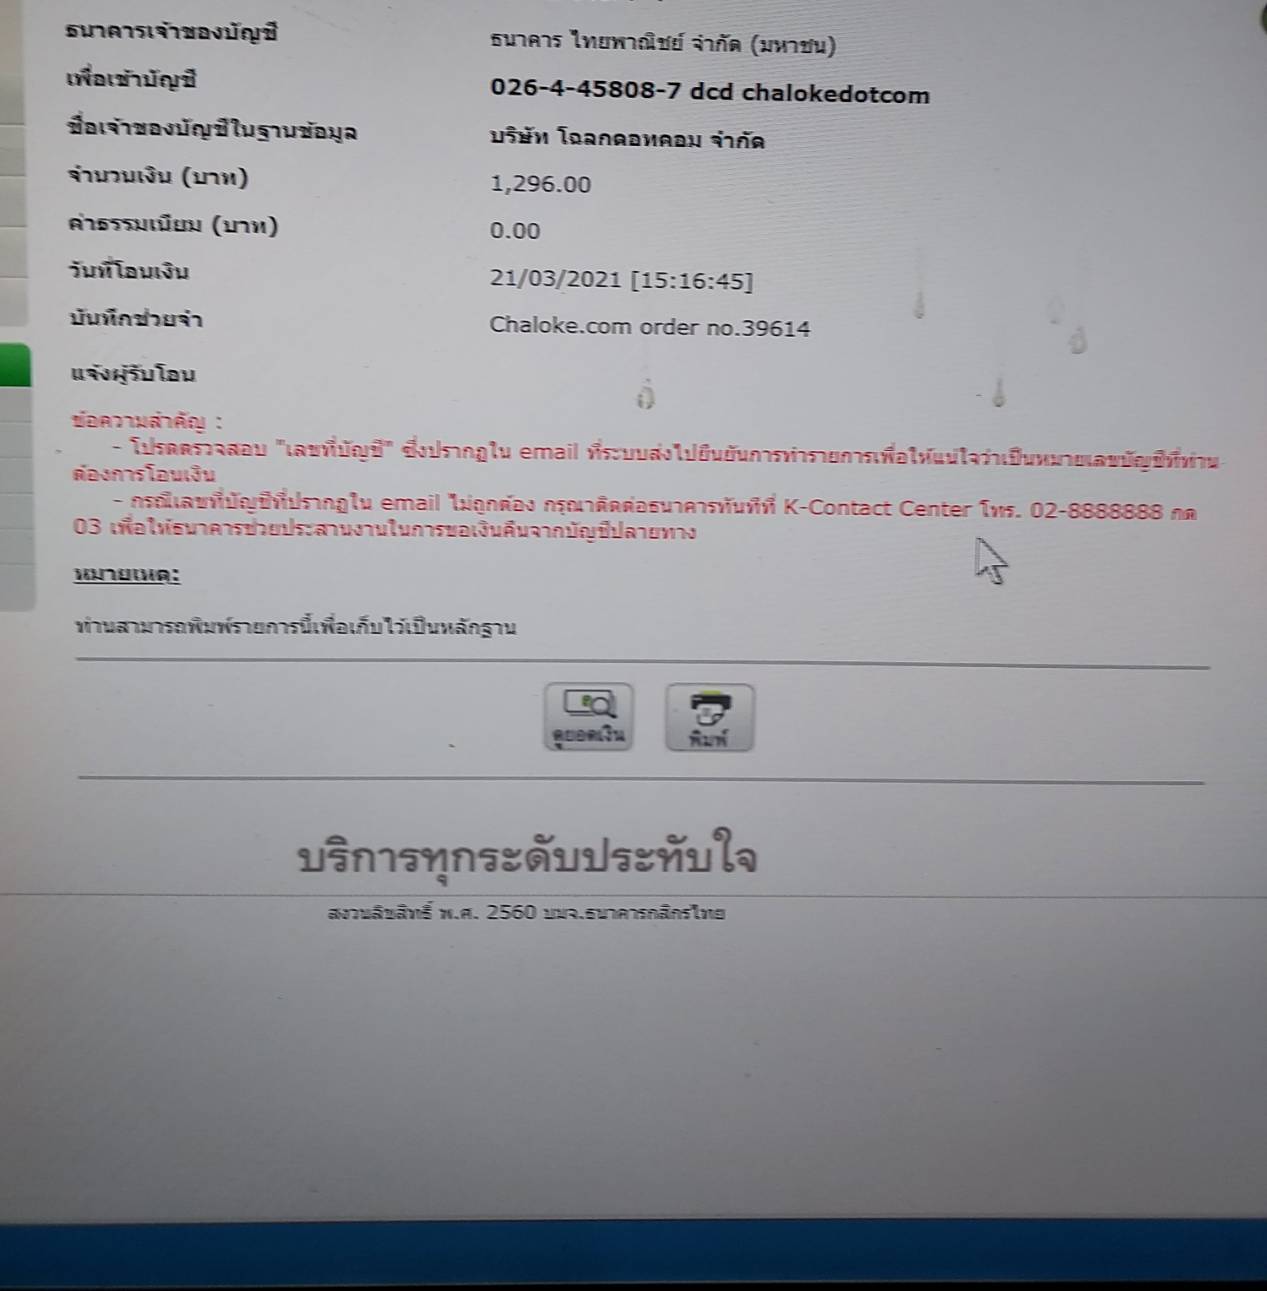 ธนาคารเจ้าของบัญชี ธนาคาร ไทยพาณิชย์ จำกัด (มหาชน)
เพื่อเข้าบัญชี 026-4-45808-7 dcd chalokedotcom
ชื่อเจ้าของบัญชีในฐานข้อมูล บริษัท โฉลกดอทคอม จำกัด
จำนวนเงิน (บาท) 1,296.00
ค่าธรรมเนียม (บาท) 0.00
วันที่โอนเงิน 21/03/2021 [15:16:45]
บันทึกช่วยจำ Chaloke.com order no.39614
แจ้งผู้รับโอน
ข้อความสำคัญ :
- โปรดตรวจสอบ "เลขที่บัญชี" ซึ่งปรากฏใน email ที่ระบบส่งไปยืนยันการทำรายการเพื่อให้แน่ใจว่าเป็นหมายเลขบัญชีที่ท่าน
ต้องการโอนเงิน
- กรณีเลขที่บัญชีที่ปรากฏใน email ไม่ถูกต้อง กรุณาติดต่อธนาคารทันทีที่ K-Contact Center โทร. 02-8888888 กด
03 เพื่อให้ธนาคารช่วยประสานงานในการขอเงินคืนจากบัญชีปลายทาง
หมายเหตุ:
ท่านสามารถพิมพ์รายการนี้เพื่อเก็บไว้เป็นหลักฐาน
ดูยอดเงิน พิมพ์
บริการทุกระดับประทับใจ
สงวนลิขสิทธิ์ พ.ศ. 2560 บมจ.ธนาคารกสิกรไทย